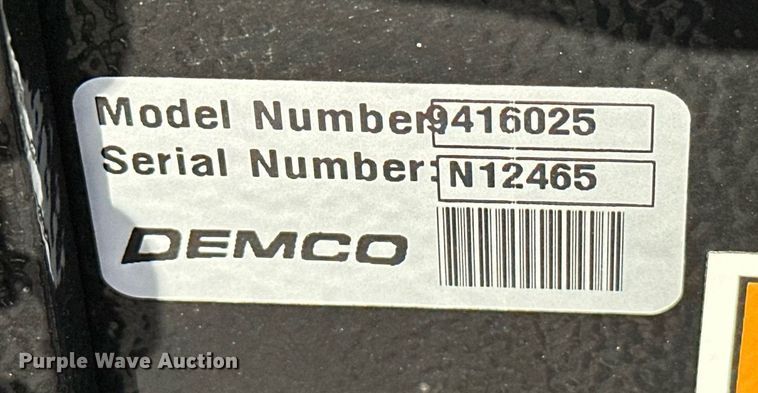 Model Number: 9416025
Serial Number: N12465
DEMCO
Purple Wave Auction